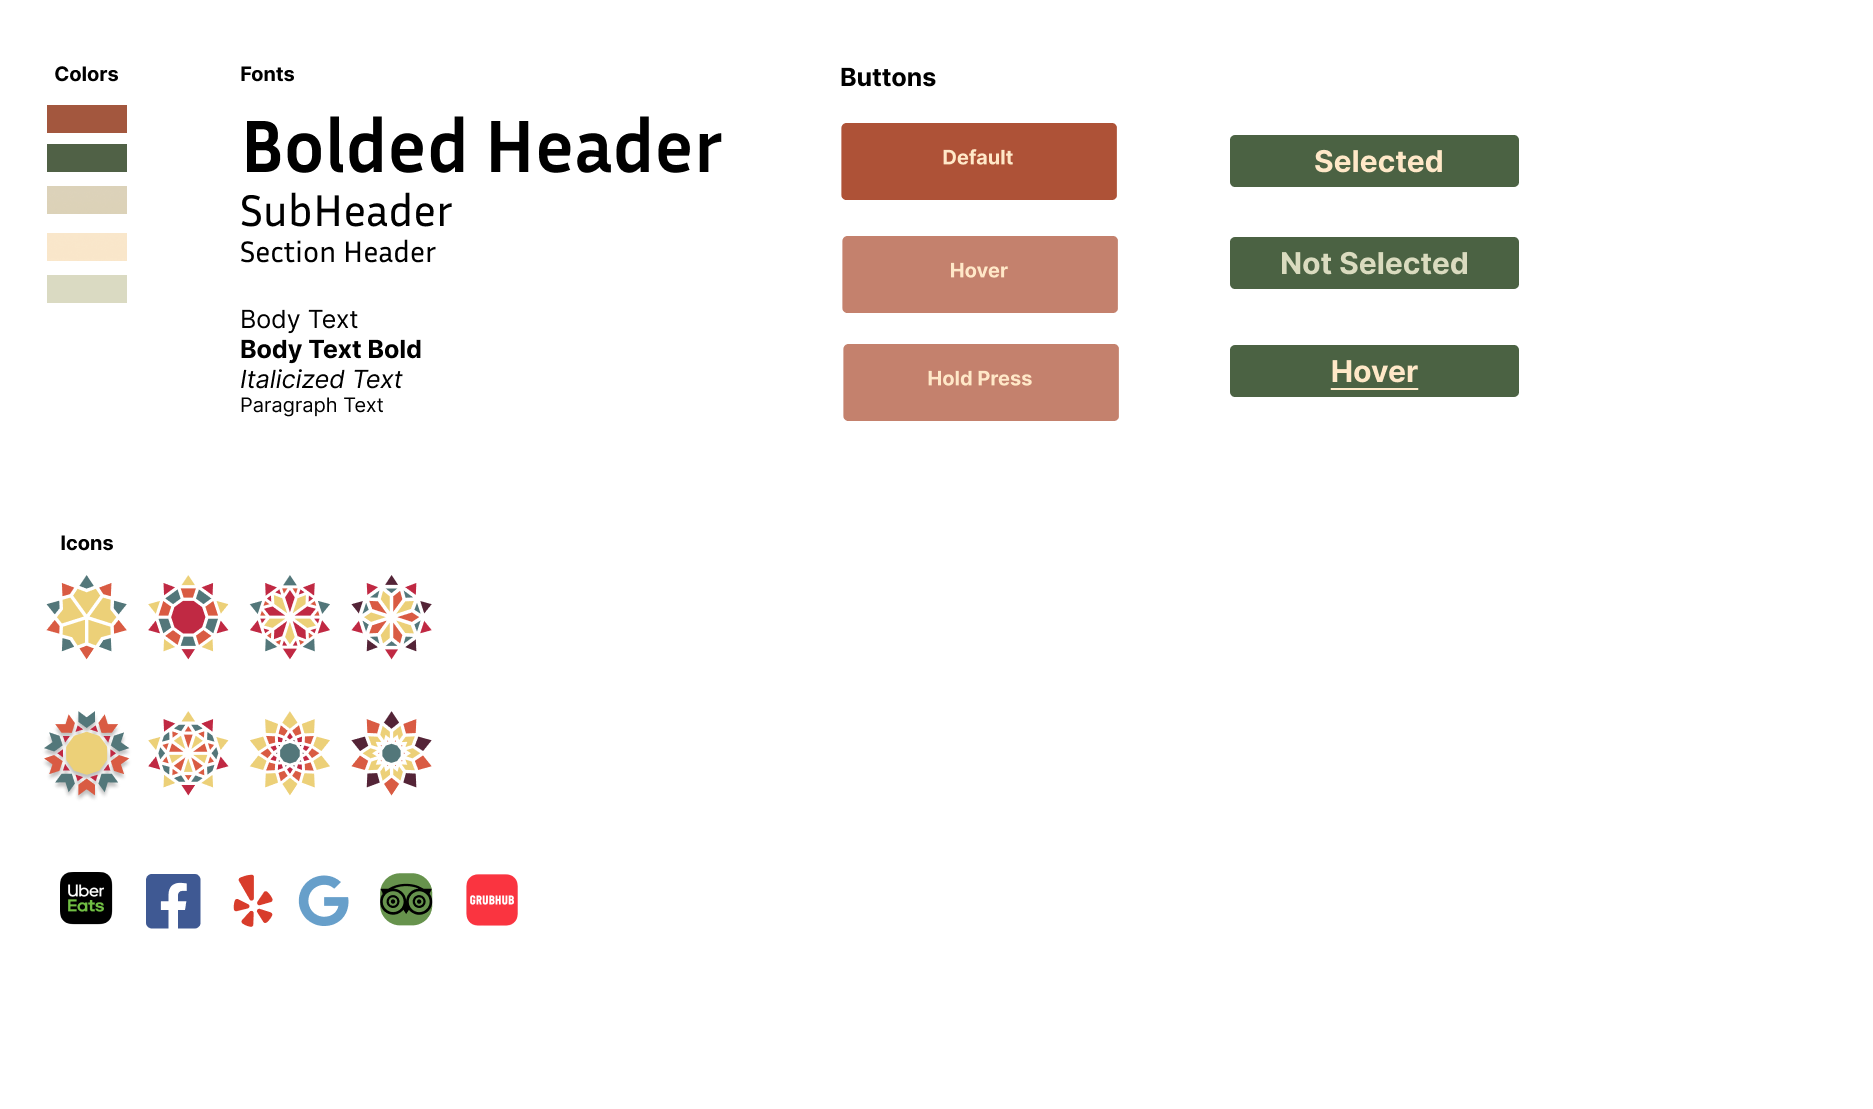 Colors
Fonts
Bolded Header
SubHeader
Section Header
Body Text
Body Text Bold
Italicized Text
Paragraph Text
Buttons
Default
Hover
Hold Press
Selected
Not Selected
Hover
Icons
Uber
Eats
GRUBHUB